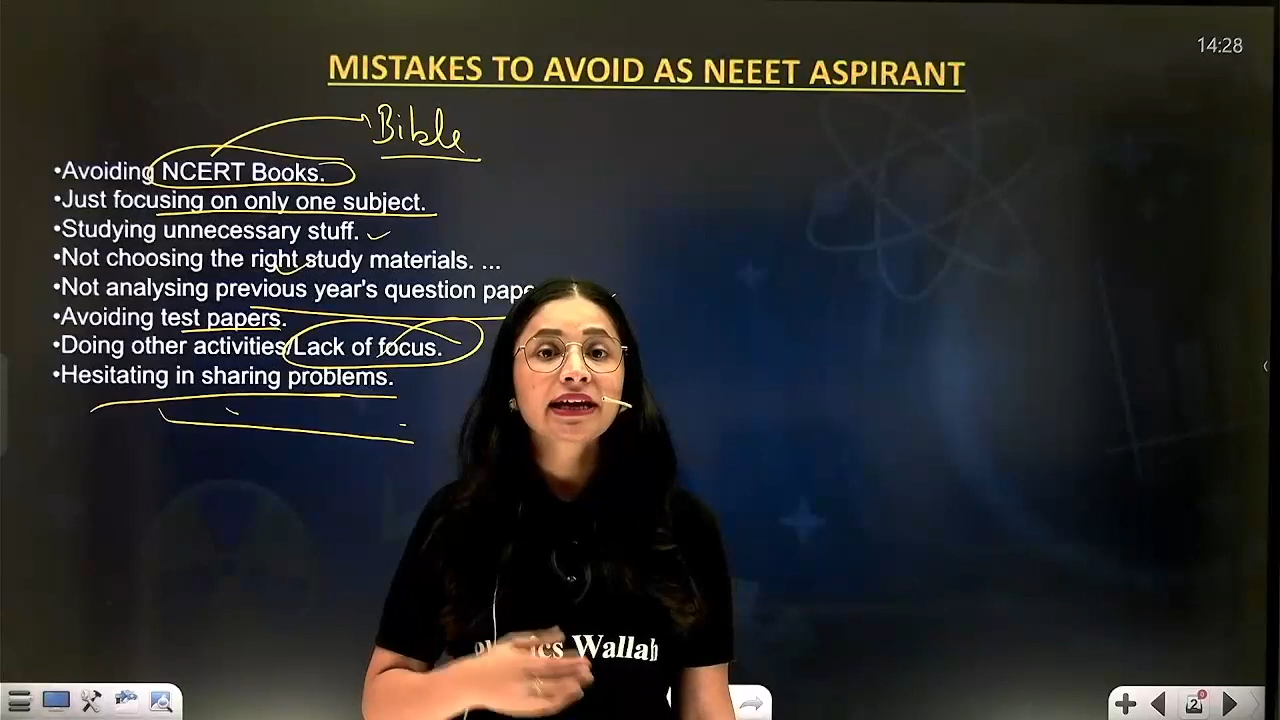 14:28
MISTAKES TO AVOID AS NEEET ASPIRANT
Bible
•Avoiding NCERT Books.
•Just focusing on only one subject.
•Studying unnecessary stuff.
•Not choosing the right study materials. ...
•Not analysing previous year's question pape
•Avoiding test papers.
•Doing other activities/Lack of focus.
•Hesitating in sharing problems.
Wallah
2